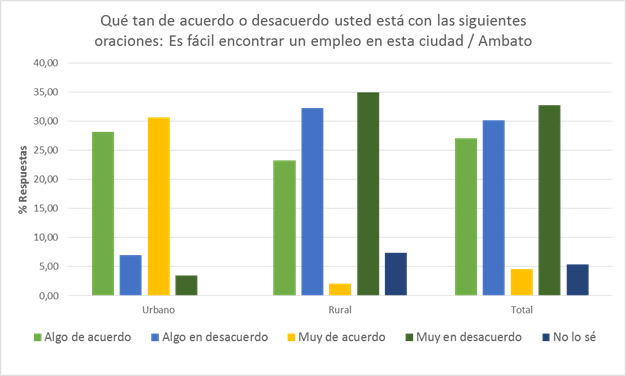 Qué tan de acuerdo o desacuerdo usted está con las siguientes
oraciones: Es fácil encontrar un empleo en esta ciudad / Ambato
40,00
35,00
30,00
25,00
20,00
15,00
10,00
5,00
0,00
% Respuestas
Urbano Rural Total
Algo de acuerdo Algo en desacuerdo Muy de acuerdo Muy en desacuerdo No lo sé